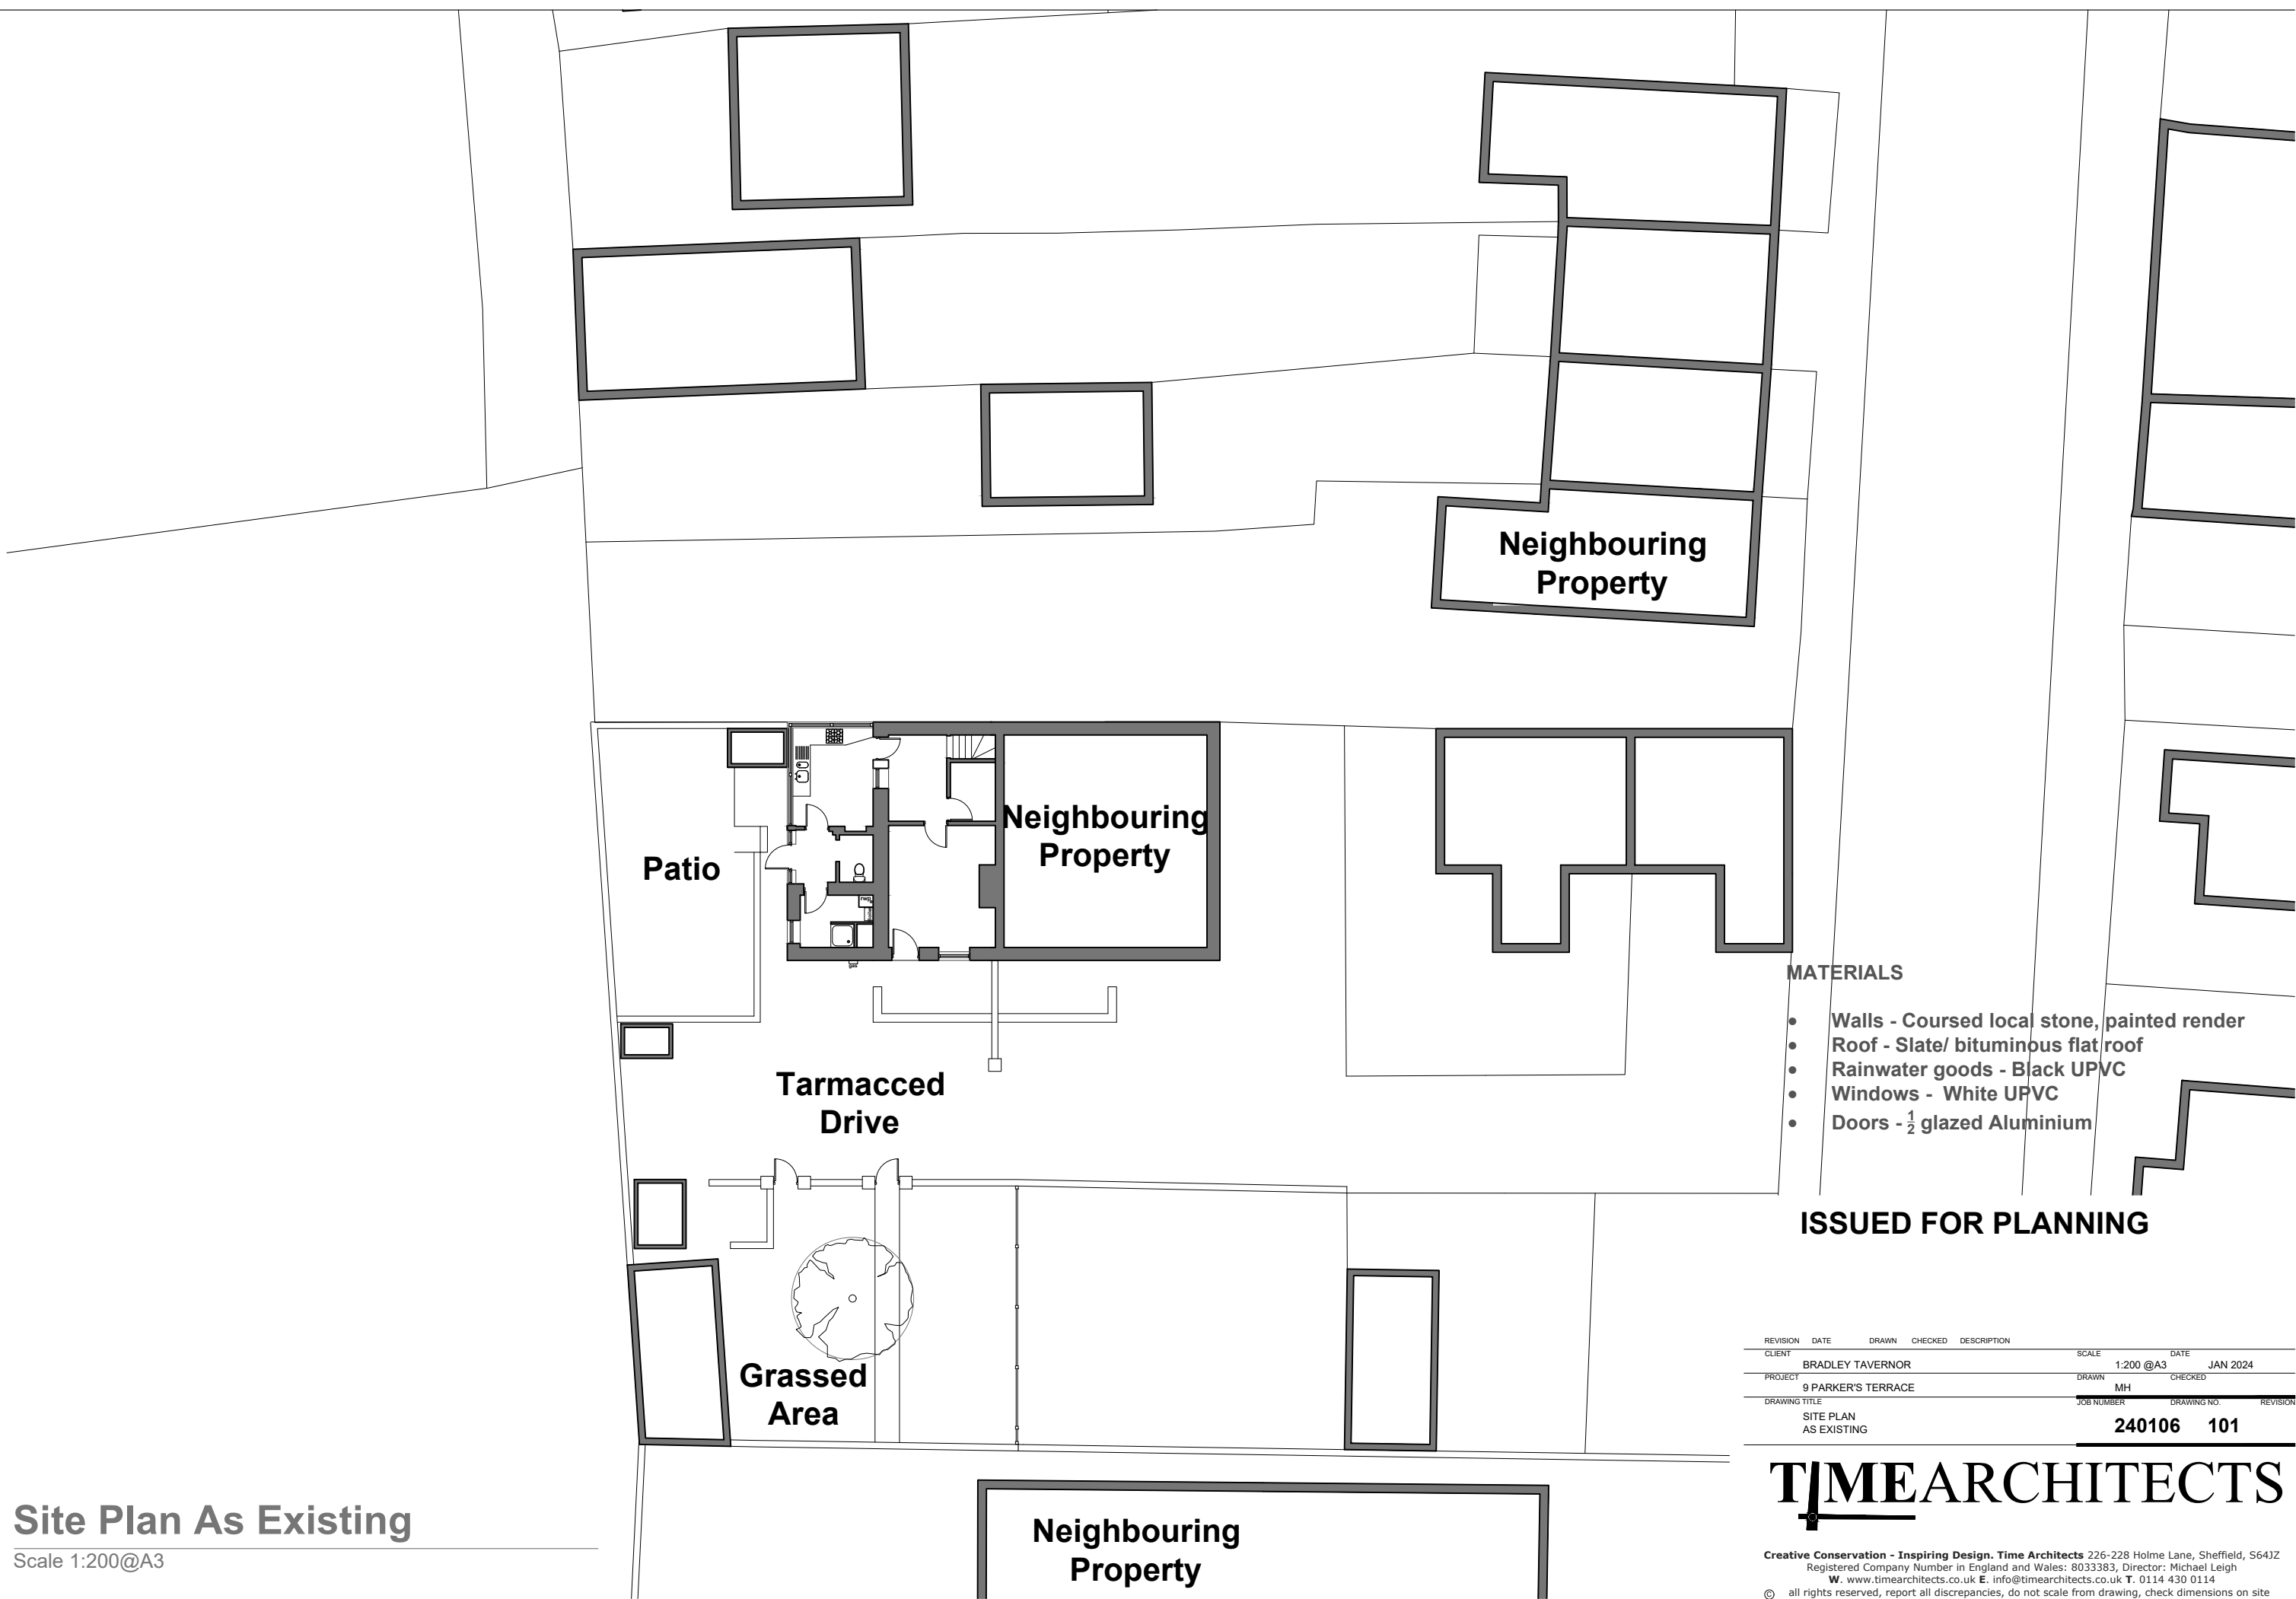 Neighbouring
Property
Neighbouring
Property
Patio
MATERIALS
● Walls - Coursed local stone, painted render
● Roof - Slate/ bituminous flat roof
● Rainwater goods - Black UPVC
● Windows - White UPVC
● Doors - ½ glazed Aluminium
Tarmacced
Drive
ISSUED FOR PLANNING
Grassed
Area
REVISION DATE DRAWN CHECKED DESCRIPTION
CLIENT SCALE DATE
BRADLEY TAVERNOR 1:200 @A3 JAN 2024
PROJECT DRAWN CHECKED
9 PARKER'S TERRACE MH
DRAWING TITLE JOB NUMBER DRAWING NO. REVISION
SITE PLAN
AS EXISTING 240106 101
TIMEARCHITECTS
Site Plan As Existing
Scale 1:200@A3
Neighbouring
Property
Creative Conservation - Inspiring Design. Time Architects 226-228 Holme Lane, Sheffield, S64JZ
Registered Company Number in England and Wales: 8033383, Director: Michael Leigh
W. www.timearchitects.co.uk E. info@timearchitects.co.uk T. 0114 430 0114
© all rights reserved, report all discrepancies, do not scale from drawing, check dimensions on site